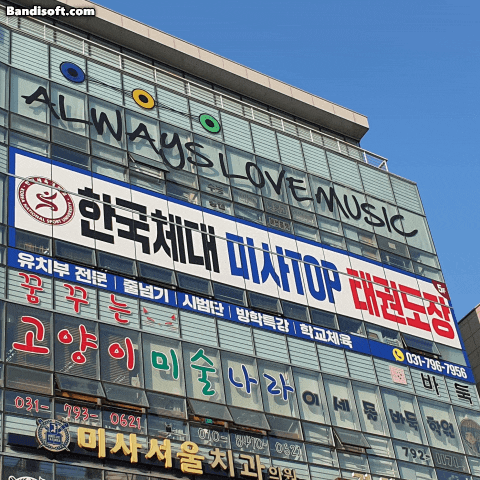 Bandisoft.com
ALWAYS LOVE MUSIC
한국체대 미사TOP 태권도장
유치부 전문 줄넘기 시범단 방학특강 학교체육 031-796-7956
꿈꾸는
고양이미술나라
바둑
이세돌 바둑학원
031- 793- 0621
미사서울치과의원